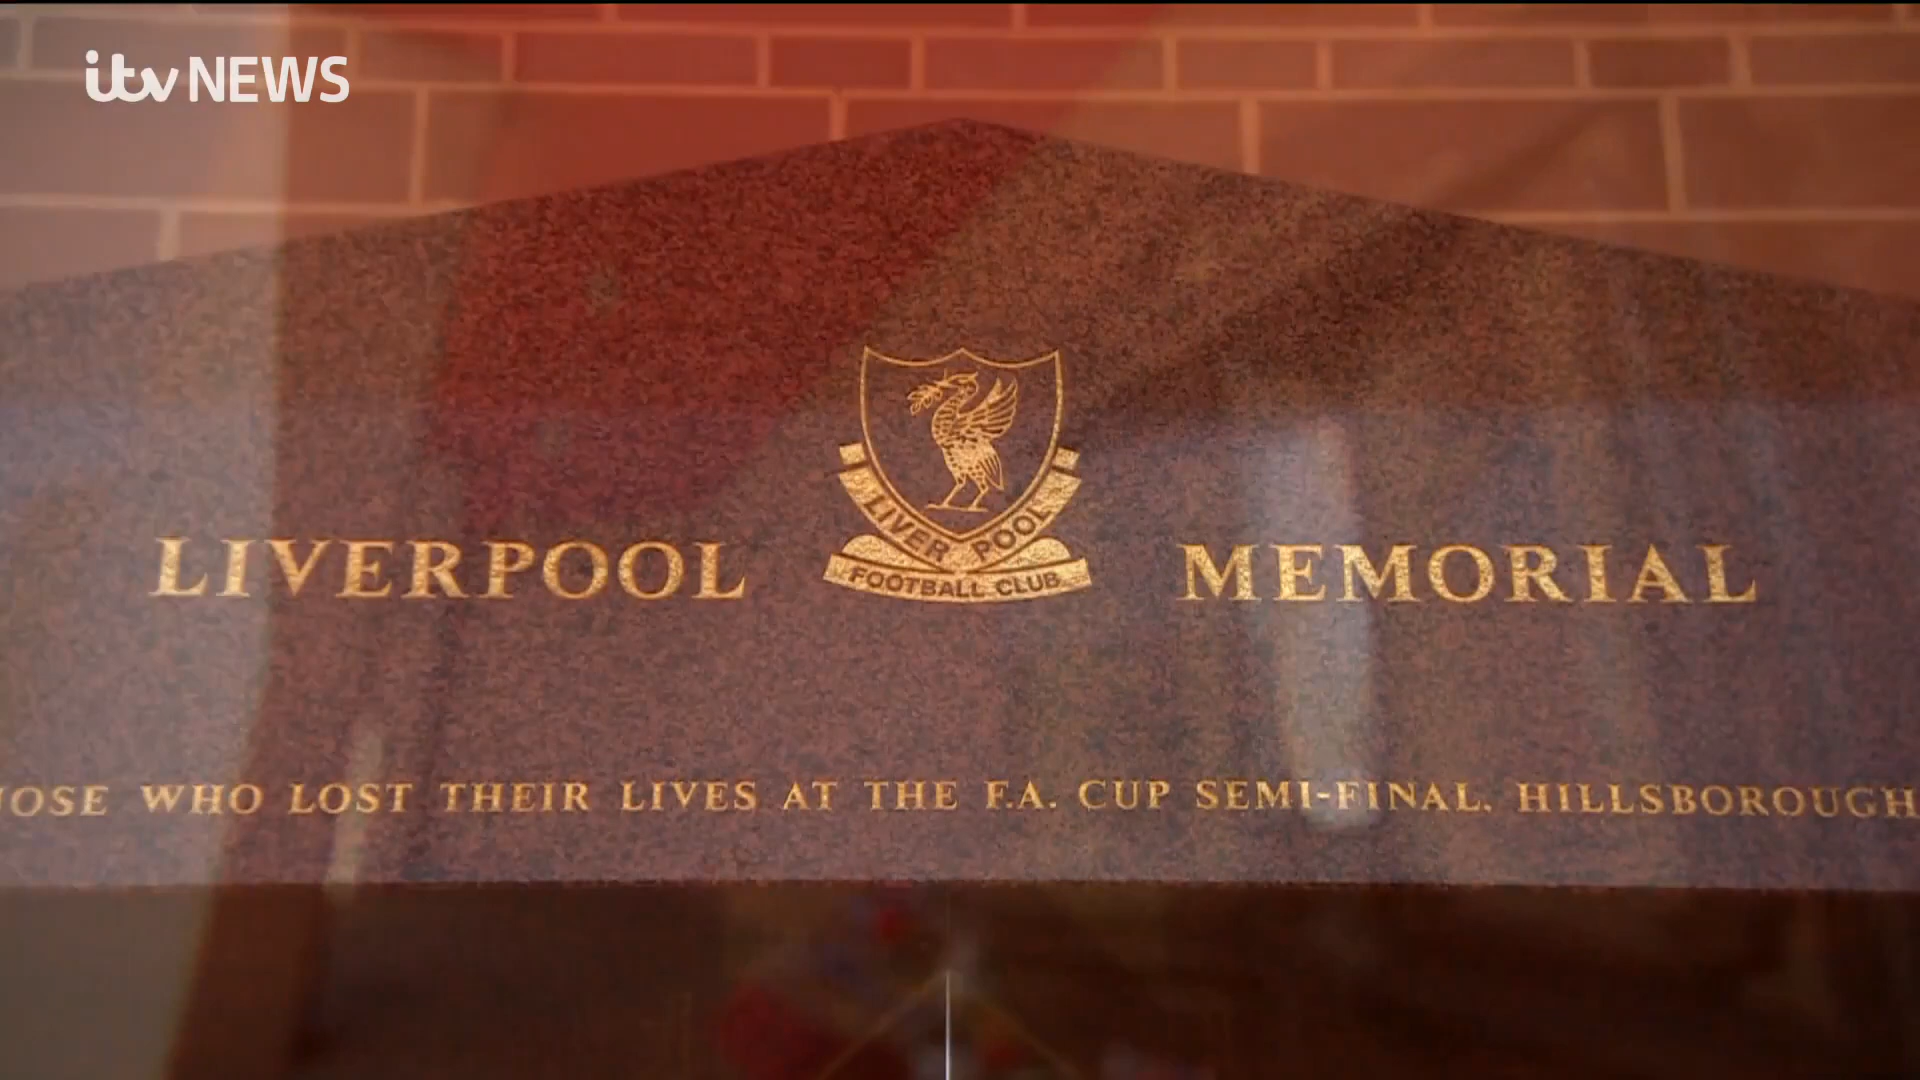 itv NEWS
LIVERPOOL MEMORIAL
LIVERPOOL
FOOTBALL CLUB
WHO LOST THEIR LIVES AT THE F.A. CUP SEMI-FINAL. HILLSBOROUGH